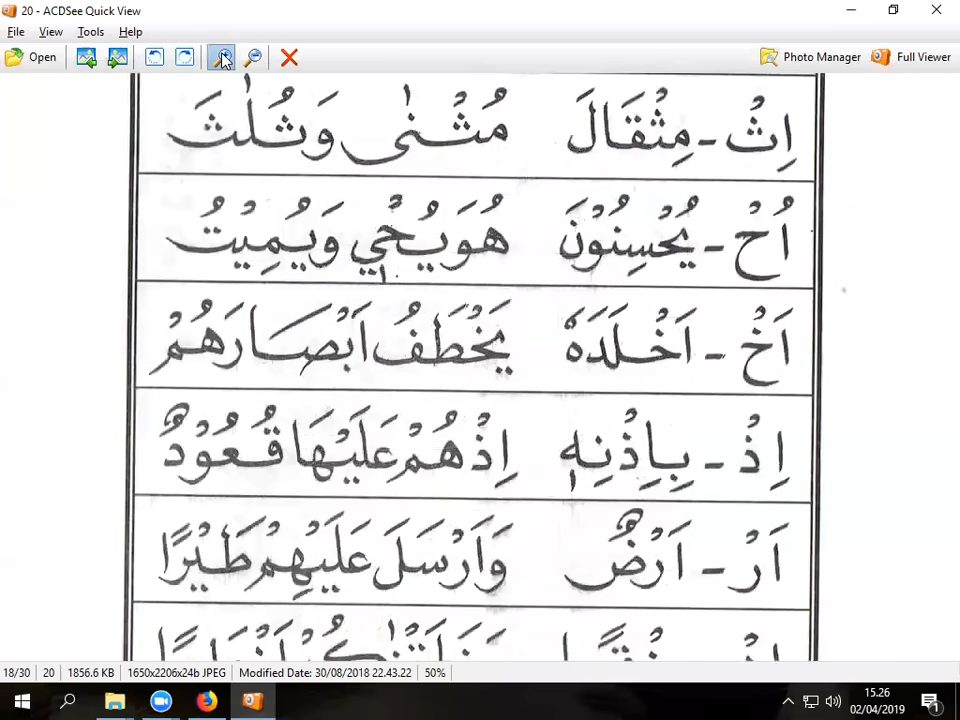 20 - ACDSee Quick View
File View Tools Help
Open Photo Manager Full Viewer
اِثْ - مِثْقَالَ مَثْنٰى وَثُلٰثَ
اُحْ - يُحْسِنُوْنَ هُوَ يُحْيٖ وَيُمِيْتُ
اَخْ - اَخْلَدَهٗ يَخْطَفُ اَبْصَارَهُمْ
اِذْ - بِاِذْنِهٖ اِذْهُمْ عَلَيْهَا قُعُوْدٌ
اَرْ - اَرْضٌ وَاَرْسَلَ عَلَيْهِمْ طَيْرًا
18/30 20 1856.6 KB 1650x2206x24b JPEG Modified Date: 30/08/2018 22.43.22 50%
15.26
02/04/2019
1